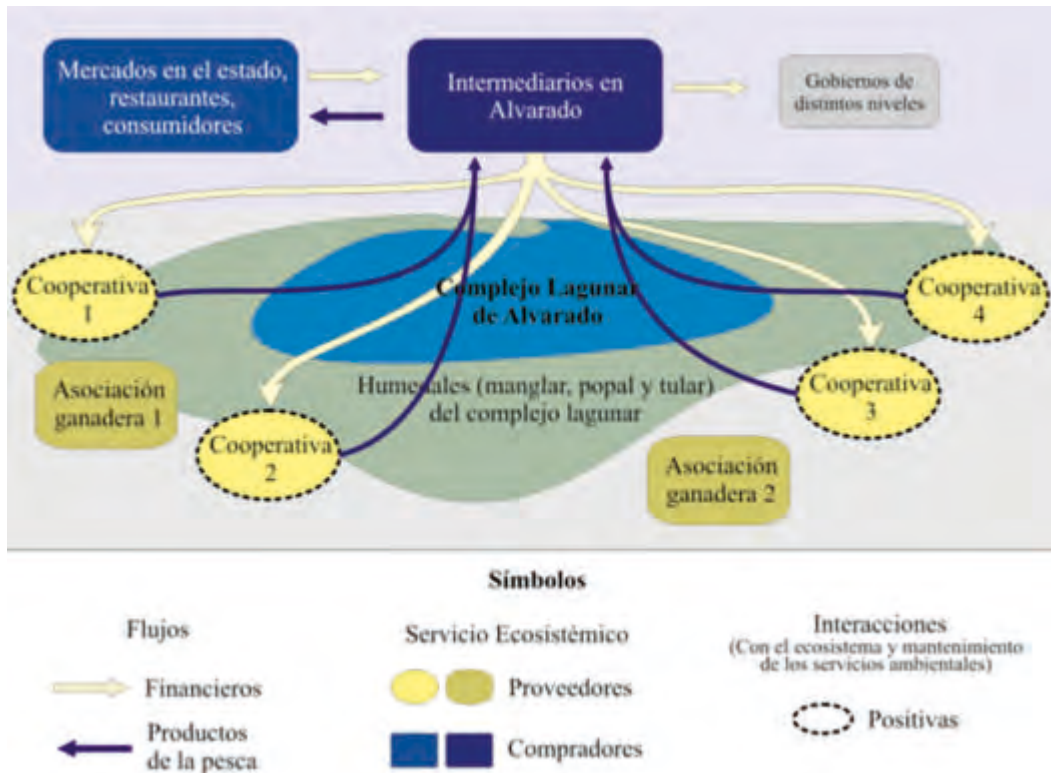 Mercados en el estado,
restaurantes,
consumidores
Intermediarios en
Alvarado
Gobiernos de
distintos niveles
Cooperativa
1
Complejo Lagunar
de Alvarado
Cooperativa
4
Asociación
ganadera 1
Humedales (manglar, popal y tular)
del complejo lagunar
Cooperativa
3
Cooperativa
2
Asociación
ganadera 2
Símbolos
Flujos
Financieros
Productos
de la pesca
Servicio Ecosistémico
Proveedores
Compradores
Interacciones
(Con el ecosistema y mantenimiento
de los servicios ambientales)
Positivas